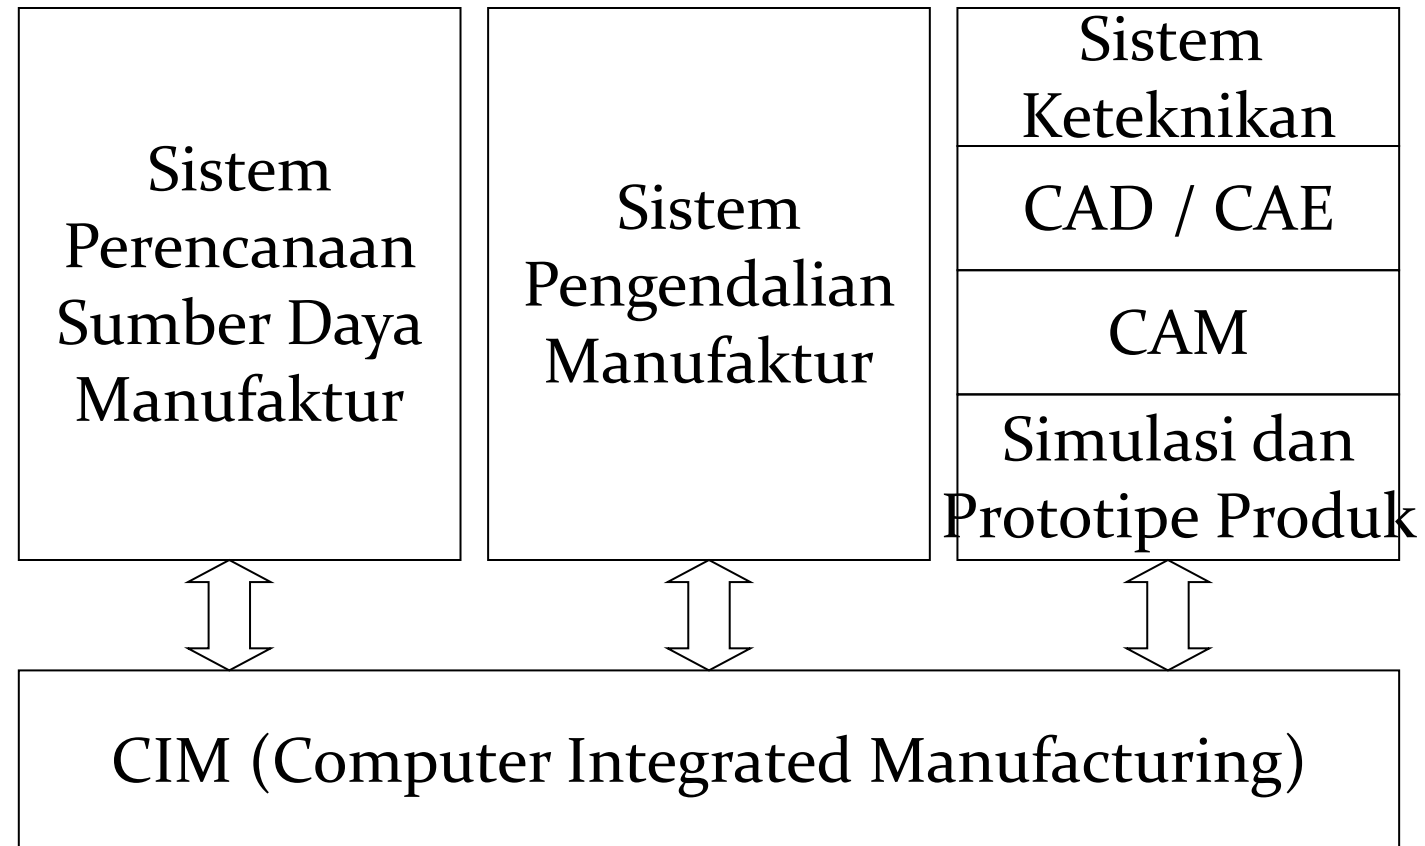 Sistem
Perencanaan
Sumber Daya
Manufaktur
Sistem
Pengendalian
Manufaktur
Sistem
Keteknikan
CAD / CAE
CAM
Simulasi dan
Prototipe Produk
CIM (Computer Integrated Manufacturing)